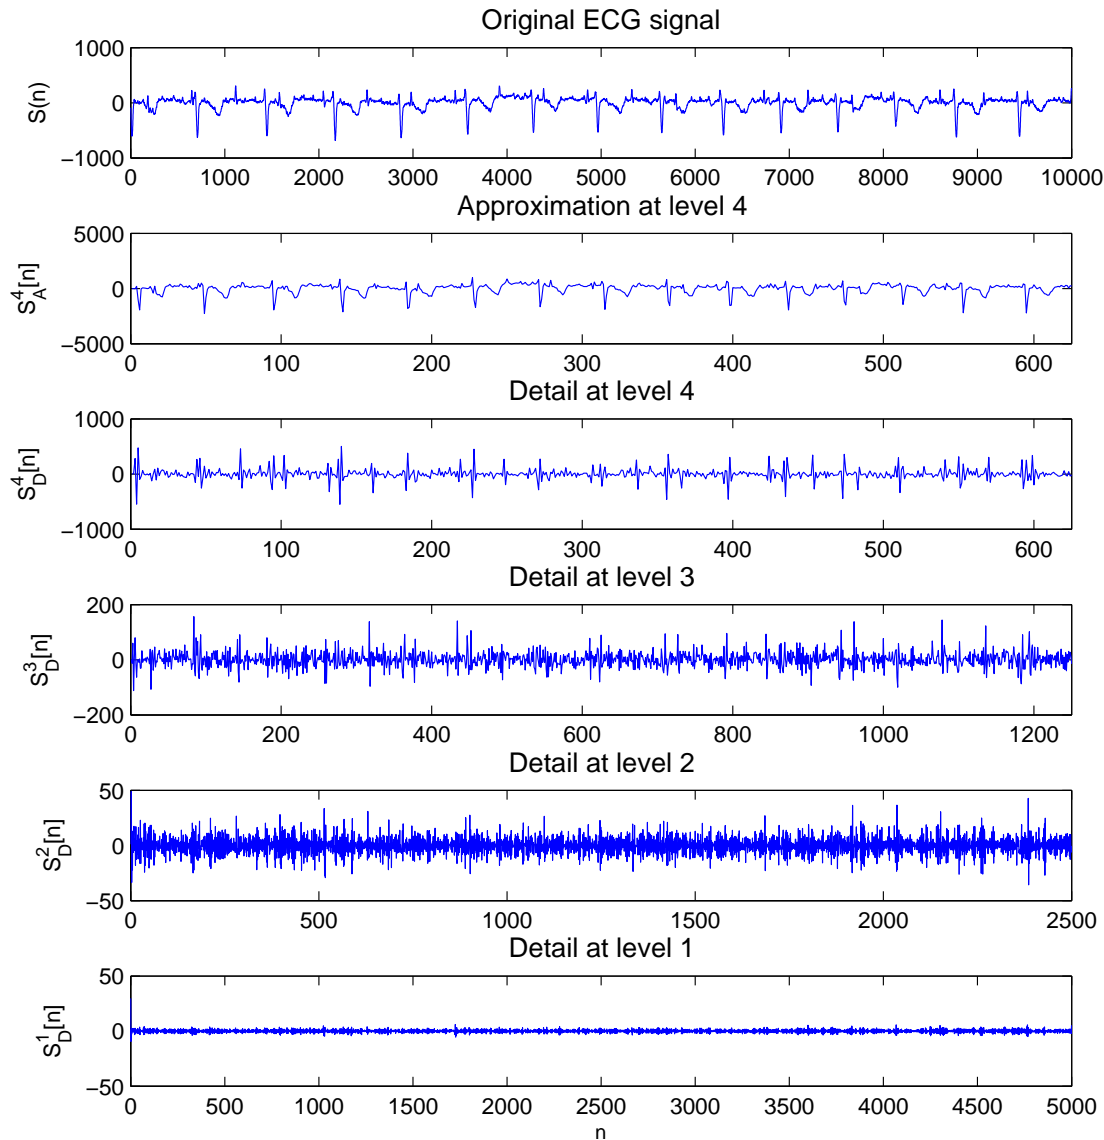 Original ECG signal
1000
0
−1000
S(n)
0 1000 2000 3000 4000 5000 6000 7000 8000 9000 10000
Approximation at level 4
5000
0
−5000
S_A^4[n]
0 100 200 300 400 500 600
Detail at level 4
1000
0
−1000
S_D^4[n]
0 100 200 300 400 500 600
Detail at level 3
200
0
−200
S_D^3[n]
0 200 400 600 800 1000 1200
Detail at level 2
50
0
−50
S_D^2[n]
0 500 1000 1500 2000 2500
Detail at level 1
50
0
−50
S_D^1[n]
0 500 1000 1500 2000 2500 3000 3500 4000 4500 5000
n